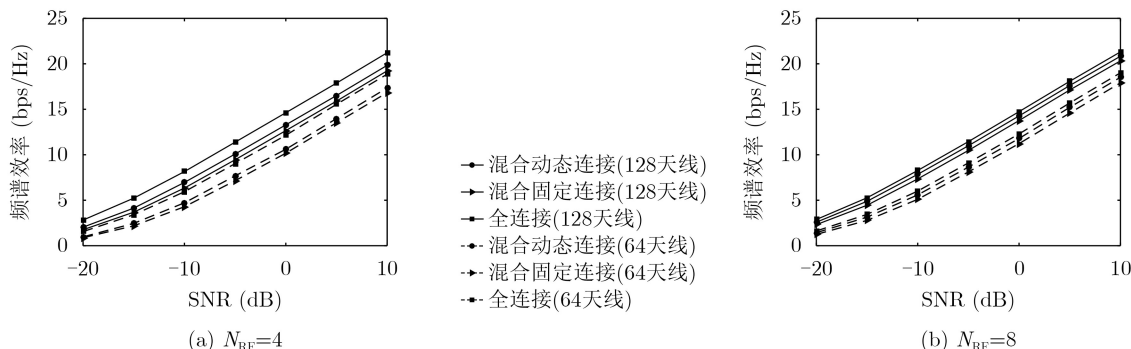 25
20
15
10
5
0
频谱效率 (bps/Hz)
−20
−10
0
10
SNR (dB)
(a) N_RF=4
混合动态连接(128天线)
混合固定连接(128天线)
全连接(128天线)
混合动态连接(64天线)
混合固定连接(64天线)
全连接(64天线)
25
20
15
10
5
0
频谱效率 (bps/Hz)
−20
−10
0
10
SNR (dB)
(b) N_RF=8